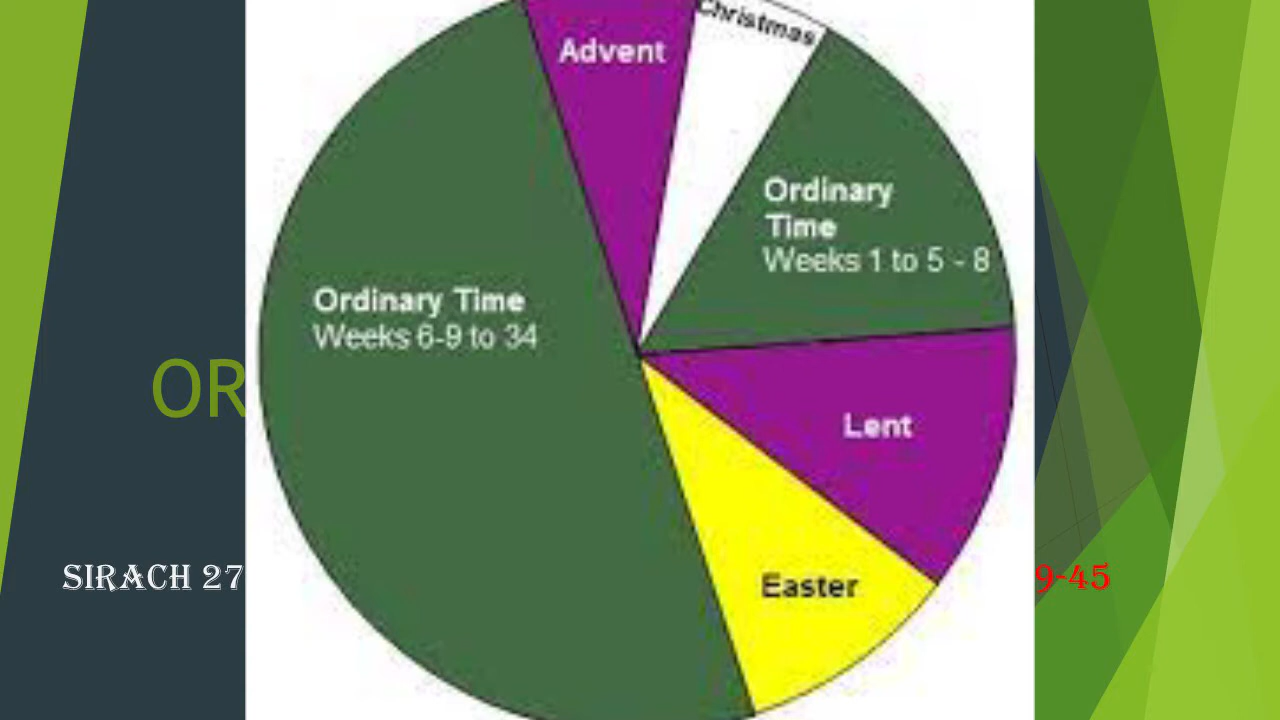 Christmas
Advent
Ordinary
Time
Weeks 1 to 5 - 8
Ordinary Time
Weeks 6-9 to 34
OR
Lent
SIRACH 27
9-45
Easter